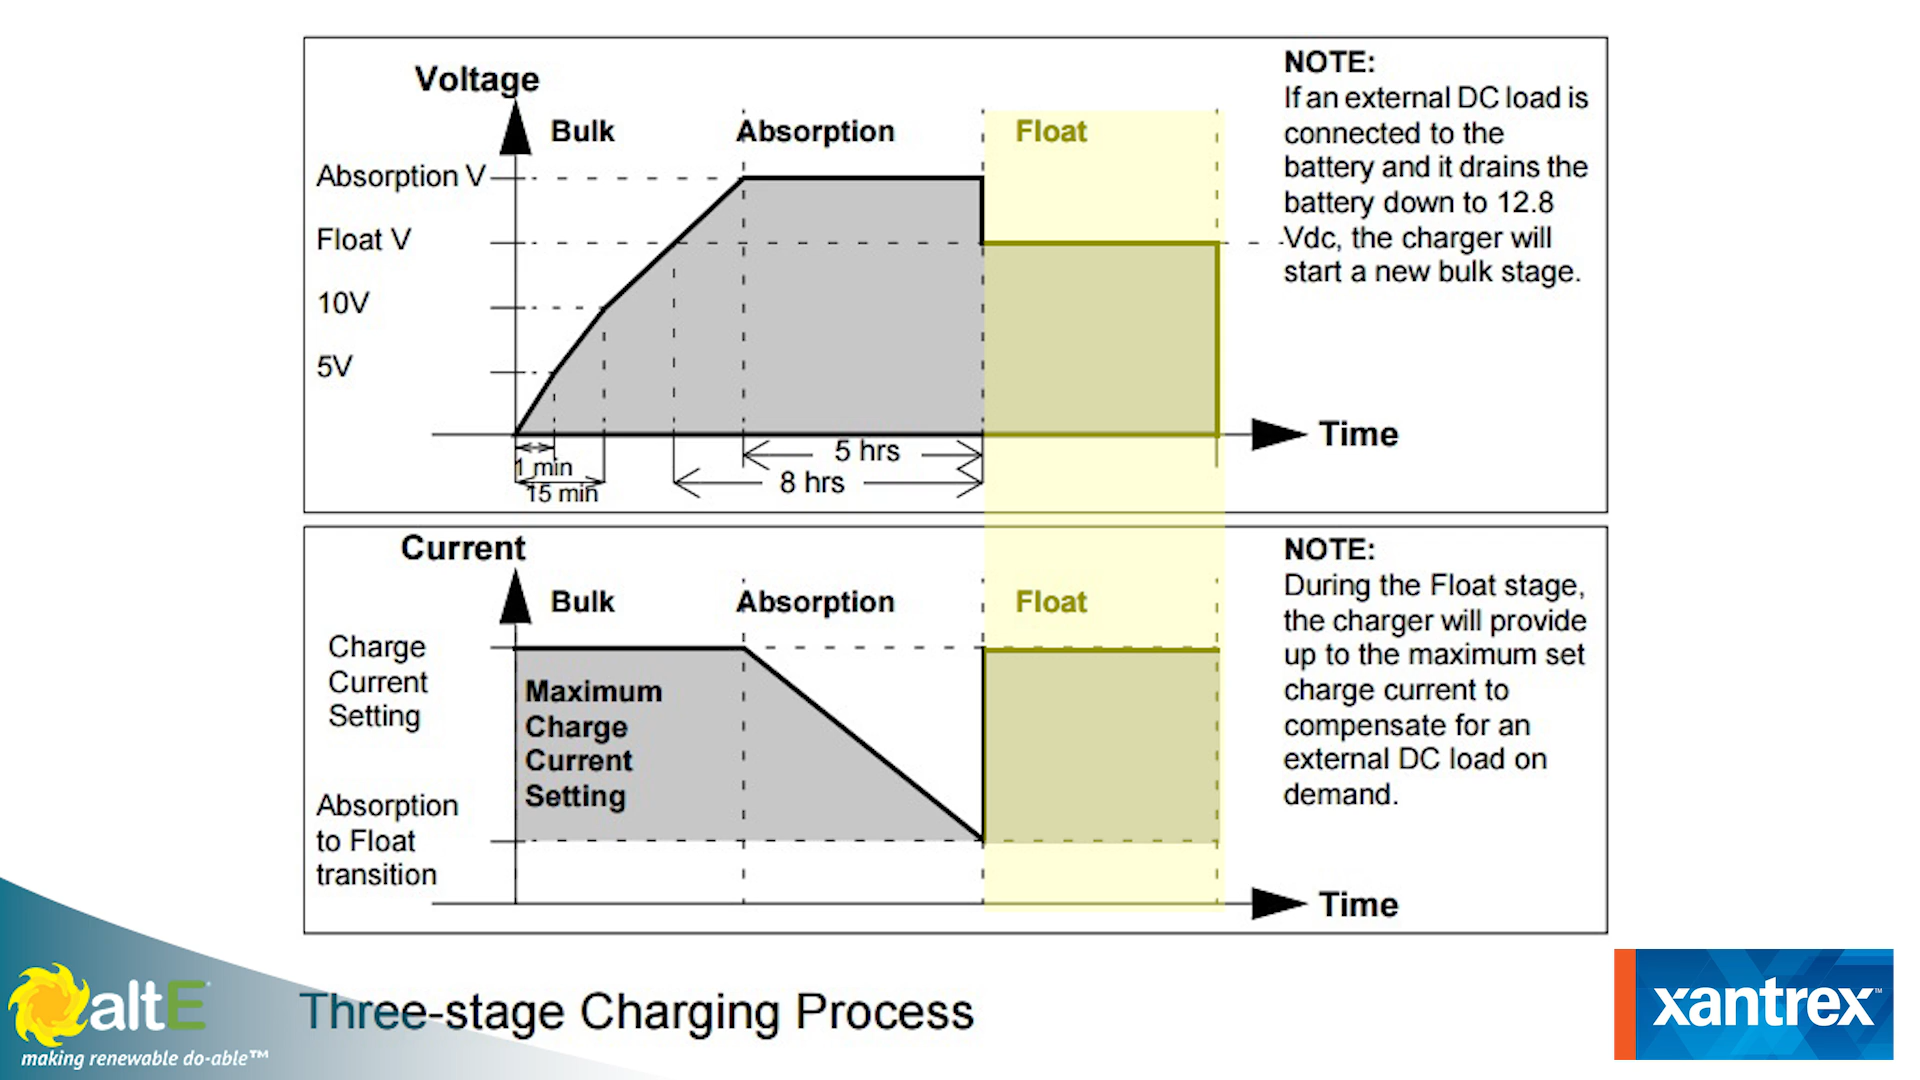 Voltage
Bulk
Absorption
Float
Absorption V
Float V
10V
5V
1 min
15 min
5 hrs
8 hrs
Time
NOTE:
If an external DC load is
connected to the
battery and it drains the
battery down to 12.8
Vdc, the charger will
start a new bulk stage.
Current
Bulk
Absorption
Float
Charge
Current
Setting
Maximum
Charge
Current
Setting
Absorption
to Float
transition
Time
NOTE:
During the Float stage,
the charger will provide
up to the maximum set
charge current to
compensate for an
external DC load on
demand.
altE
making renewable do-able™
Three-stage Charging Process
xantrex™